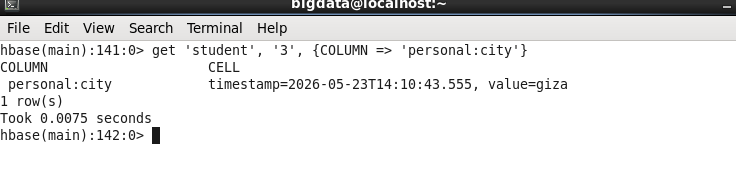 bigdata@localhost:~
File Edit View Search Terminal Help
hbase(main):141:0> get 'student', '3', {COLUMN => 'personal:city'}
COLUMN CELL
personal:city timestamp=2026-05-23T14:10:43.555, value=giza
1 row(s)
Took 0.0075 seconds
hbase(main):142:0>